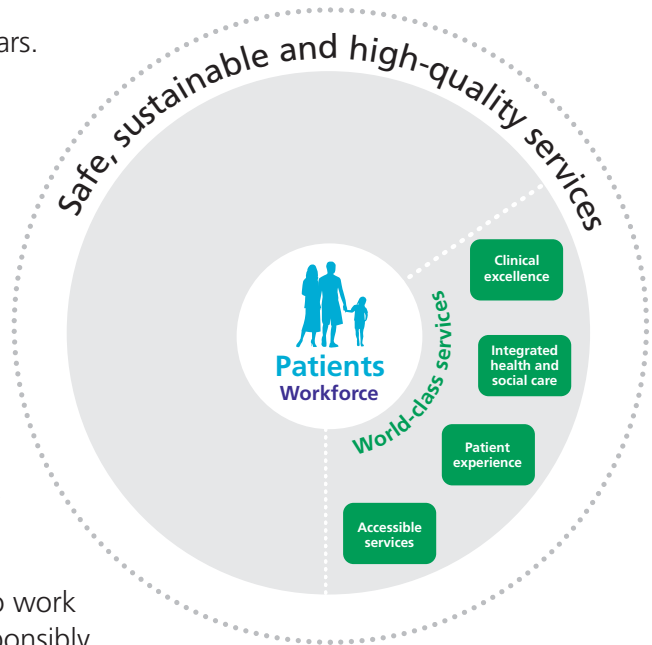 ars.
Safe, sustainable and high-quality services
Clinical
excellence
Integrated
health and
social care
Patients
Workforce
World-class services
Patient
experience
Accessible
services
o work
ponsibly